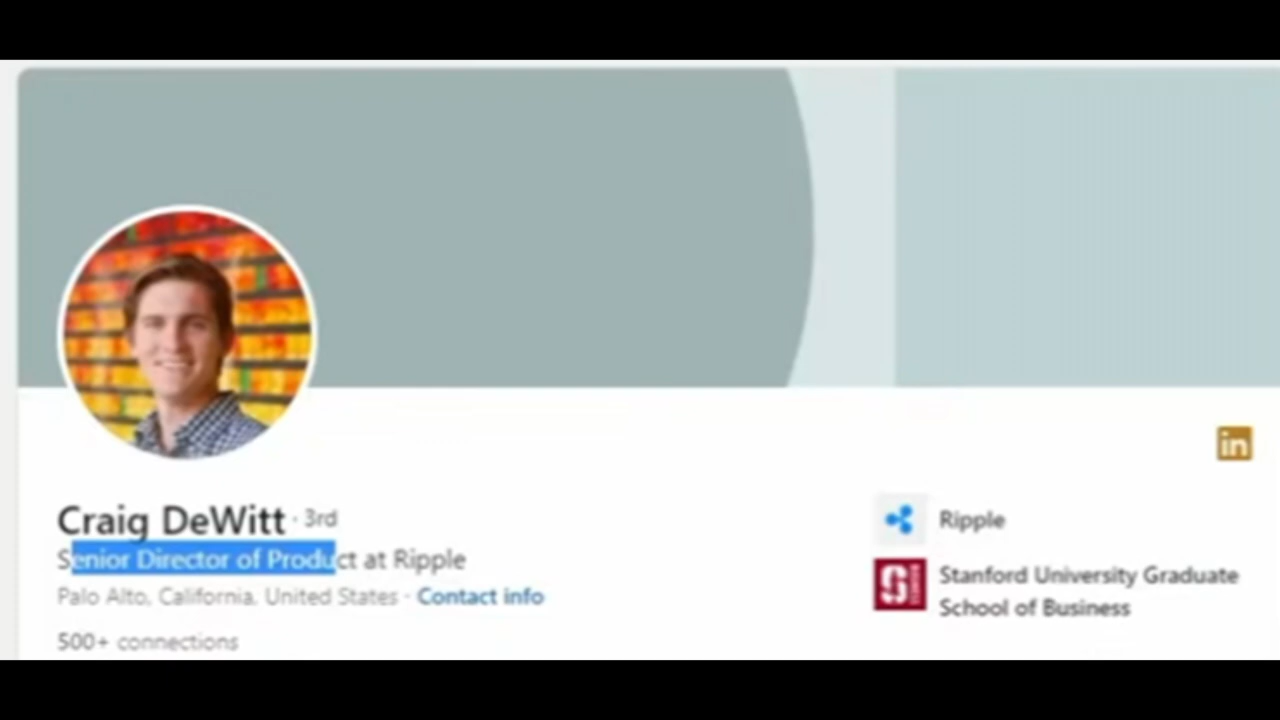 Craig DeWitt · 3rd
Senior Director of Product at Ripple
Palo Alto, California, United States · Contact info
500+ connections
in
Ripple
Stanford University Graduate
School of Business